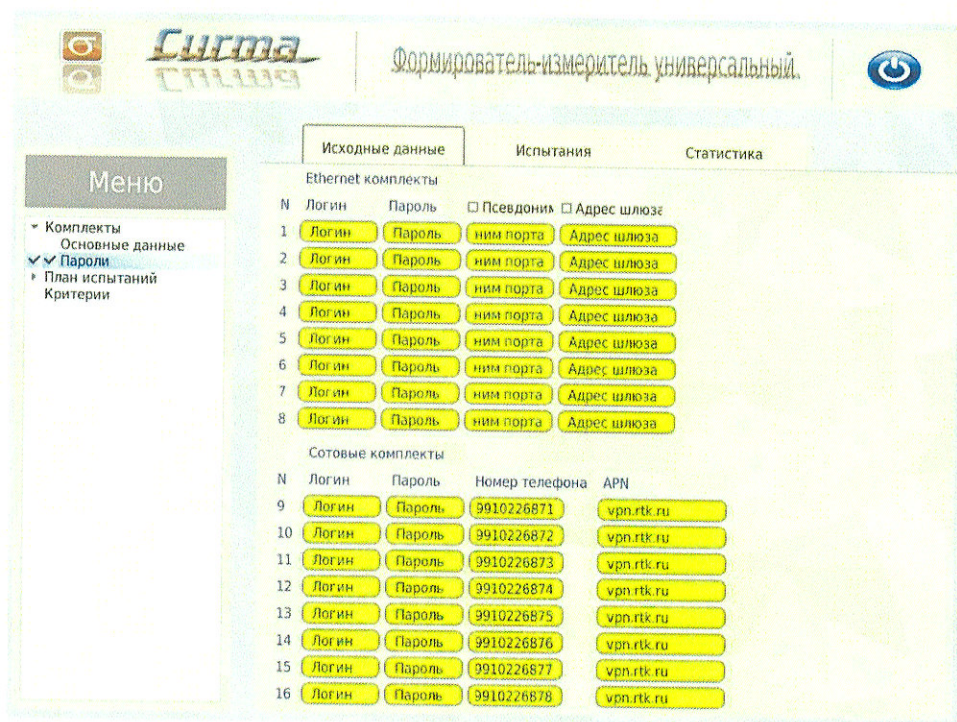 Сигта
Формирователь-измеритель универсальный.
Исходные данные Испытания Статистика
Меню
Комплекты
Основные данные
Пароли
План испытаний
Критерии
Ethernet комплекты
N Логин Пароль Псевдоним Адрес шлюза
1 Логин Пароль ним порта Адрес шлюза
2 Логин Пароль ним порта Адрес шлюза
3 Логин Пароль ним порта Адрес шлюза
4 Логин Пароль ним порта Адрес шлюза
5 Логин Пароль ним порта Адрес шлюза
6 Логин Пароль ним порта Адрес шлюза
7 Логин Пароль ним порта Адрес шлюза
8 Логин Пароль ним порта Адрес шлюза
Сотовые комплекты
N Логин Пароль Номер телефона APN
9 Логин Пароль 9910226871 vpn.rtk.ru
10 Логин Пароль 9910226872 vpn.rtk.ru
11 Логин Пароль 9910226873 vpn.rtk.ru
12 Логин Пароль 9910226874 vpn.rtk.ru
13 Логин Пароль 9910226875 vpn.rtk.ru
14 Логин Пароль 9910226876 vpn.rtk.ru
15 Логин Пароль 9910226877 vpn.rtk.ru
16 Логин Пароль 9910226878 vpn.rtk.ru